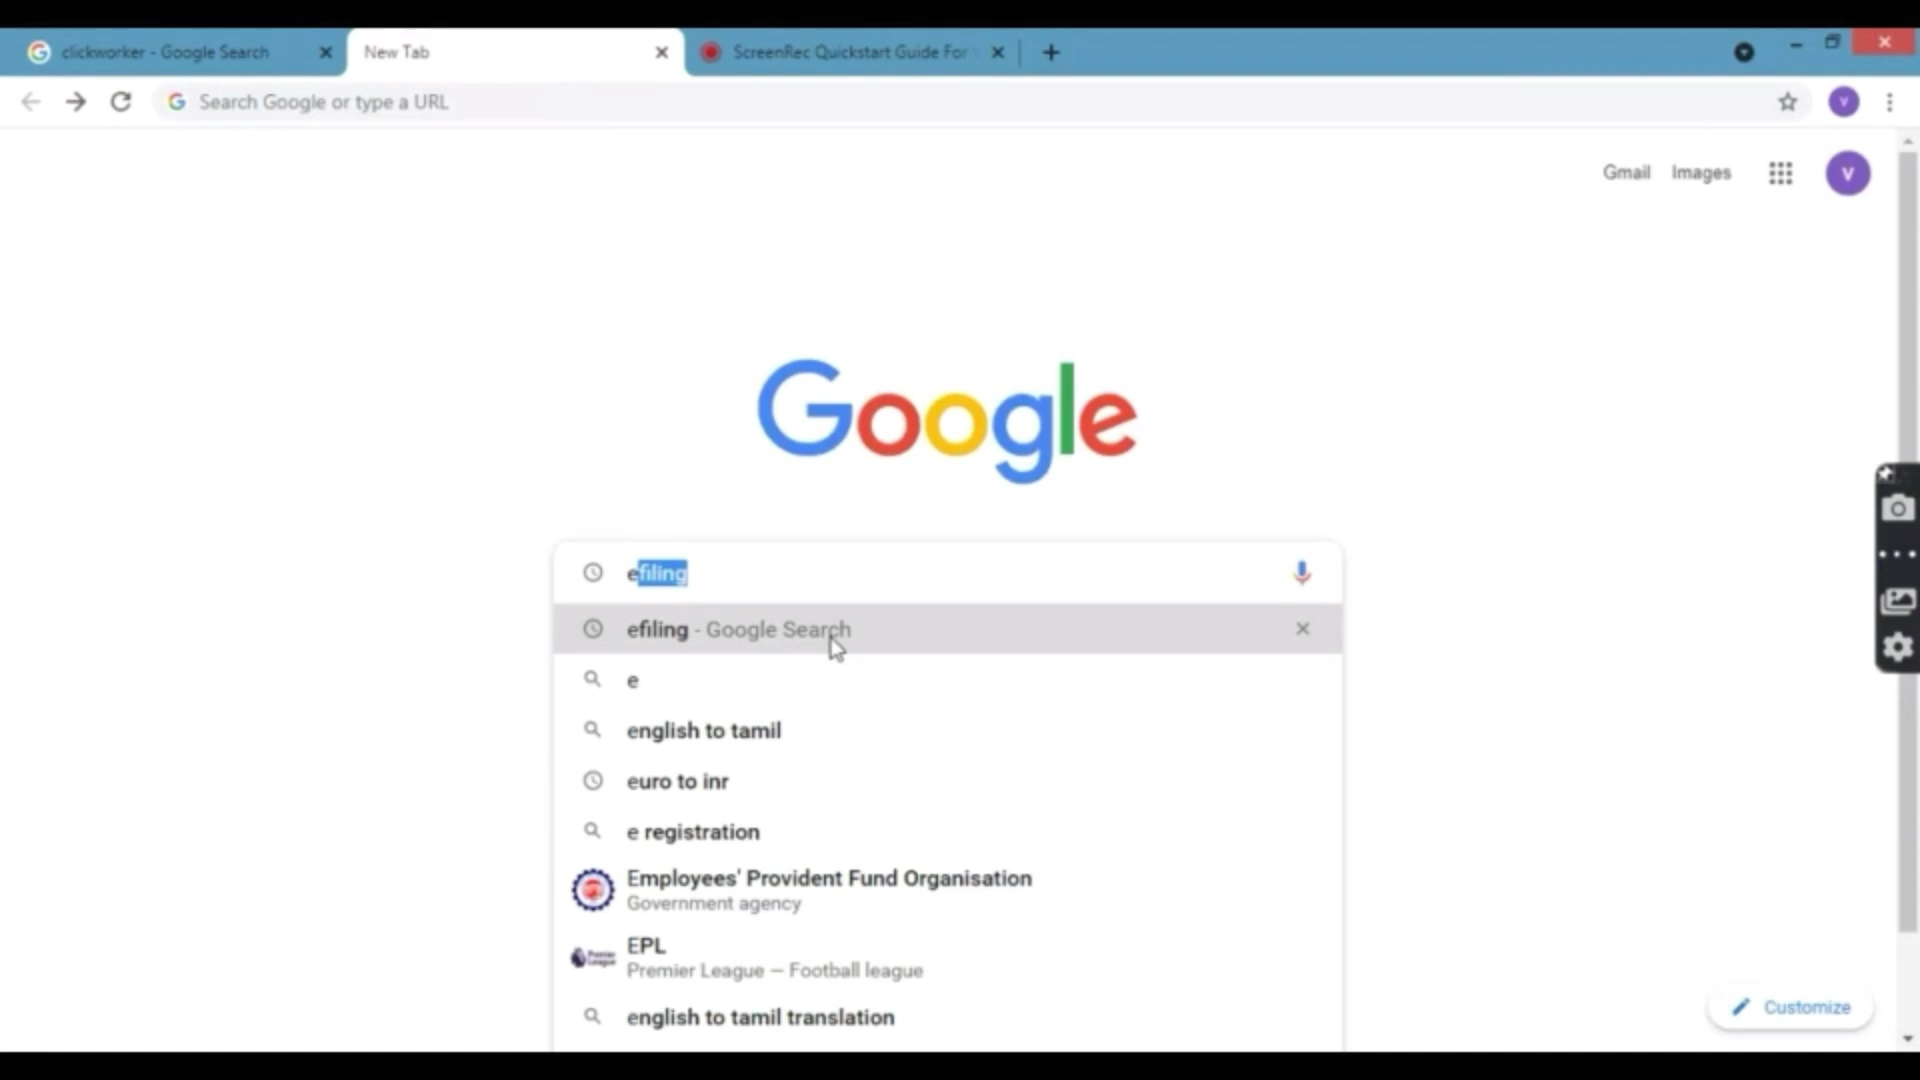 clickworker - Google Search
New Tab
ScreenRec Quickstart Guide For
Search Google or type a URL
V
Gmail Images
V
Google
efiling
efiling - Google Search
e
english to tamil
euro to inr
e registration
Employees' Provident Fund Organisation
Government agency
Premier League
EPL
Premier League — Football league
english to tamil translation
Customize